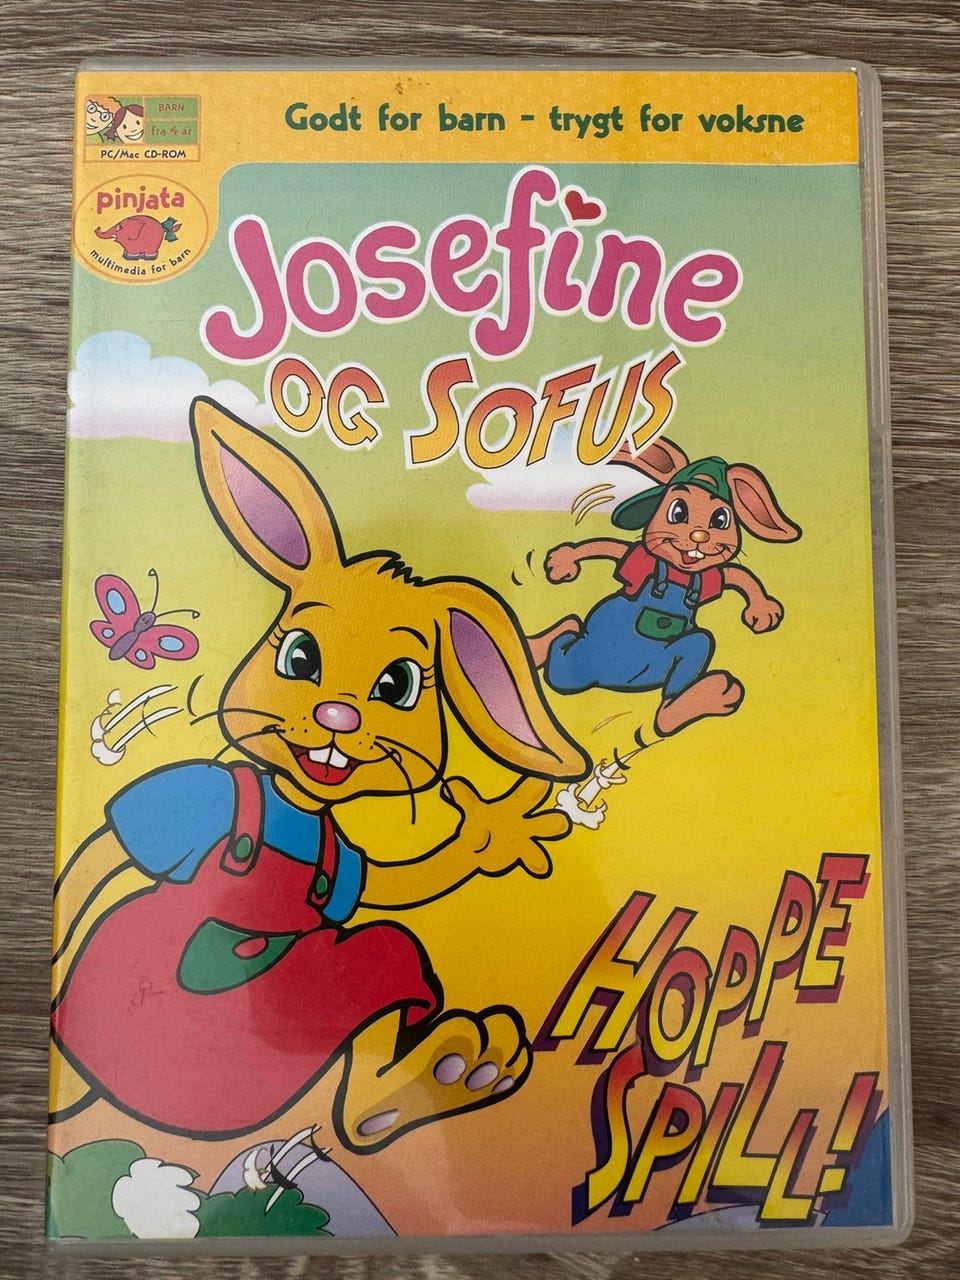 BARN
fra 4 år
PC/Mac CD-ROM
Godt for barn - trygt for voksne
pinjata
multimedia for barn
Josefine
OG SOFUS
HOPPE
SPILL!